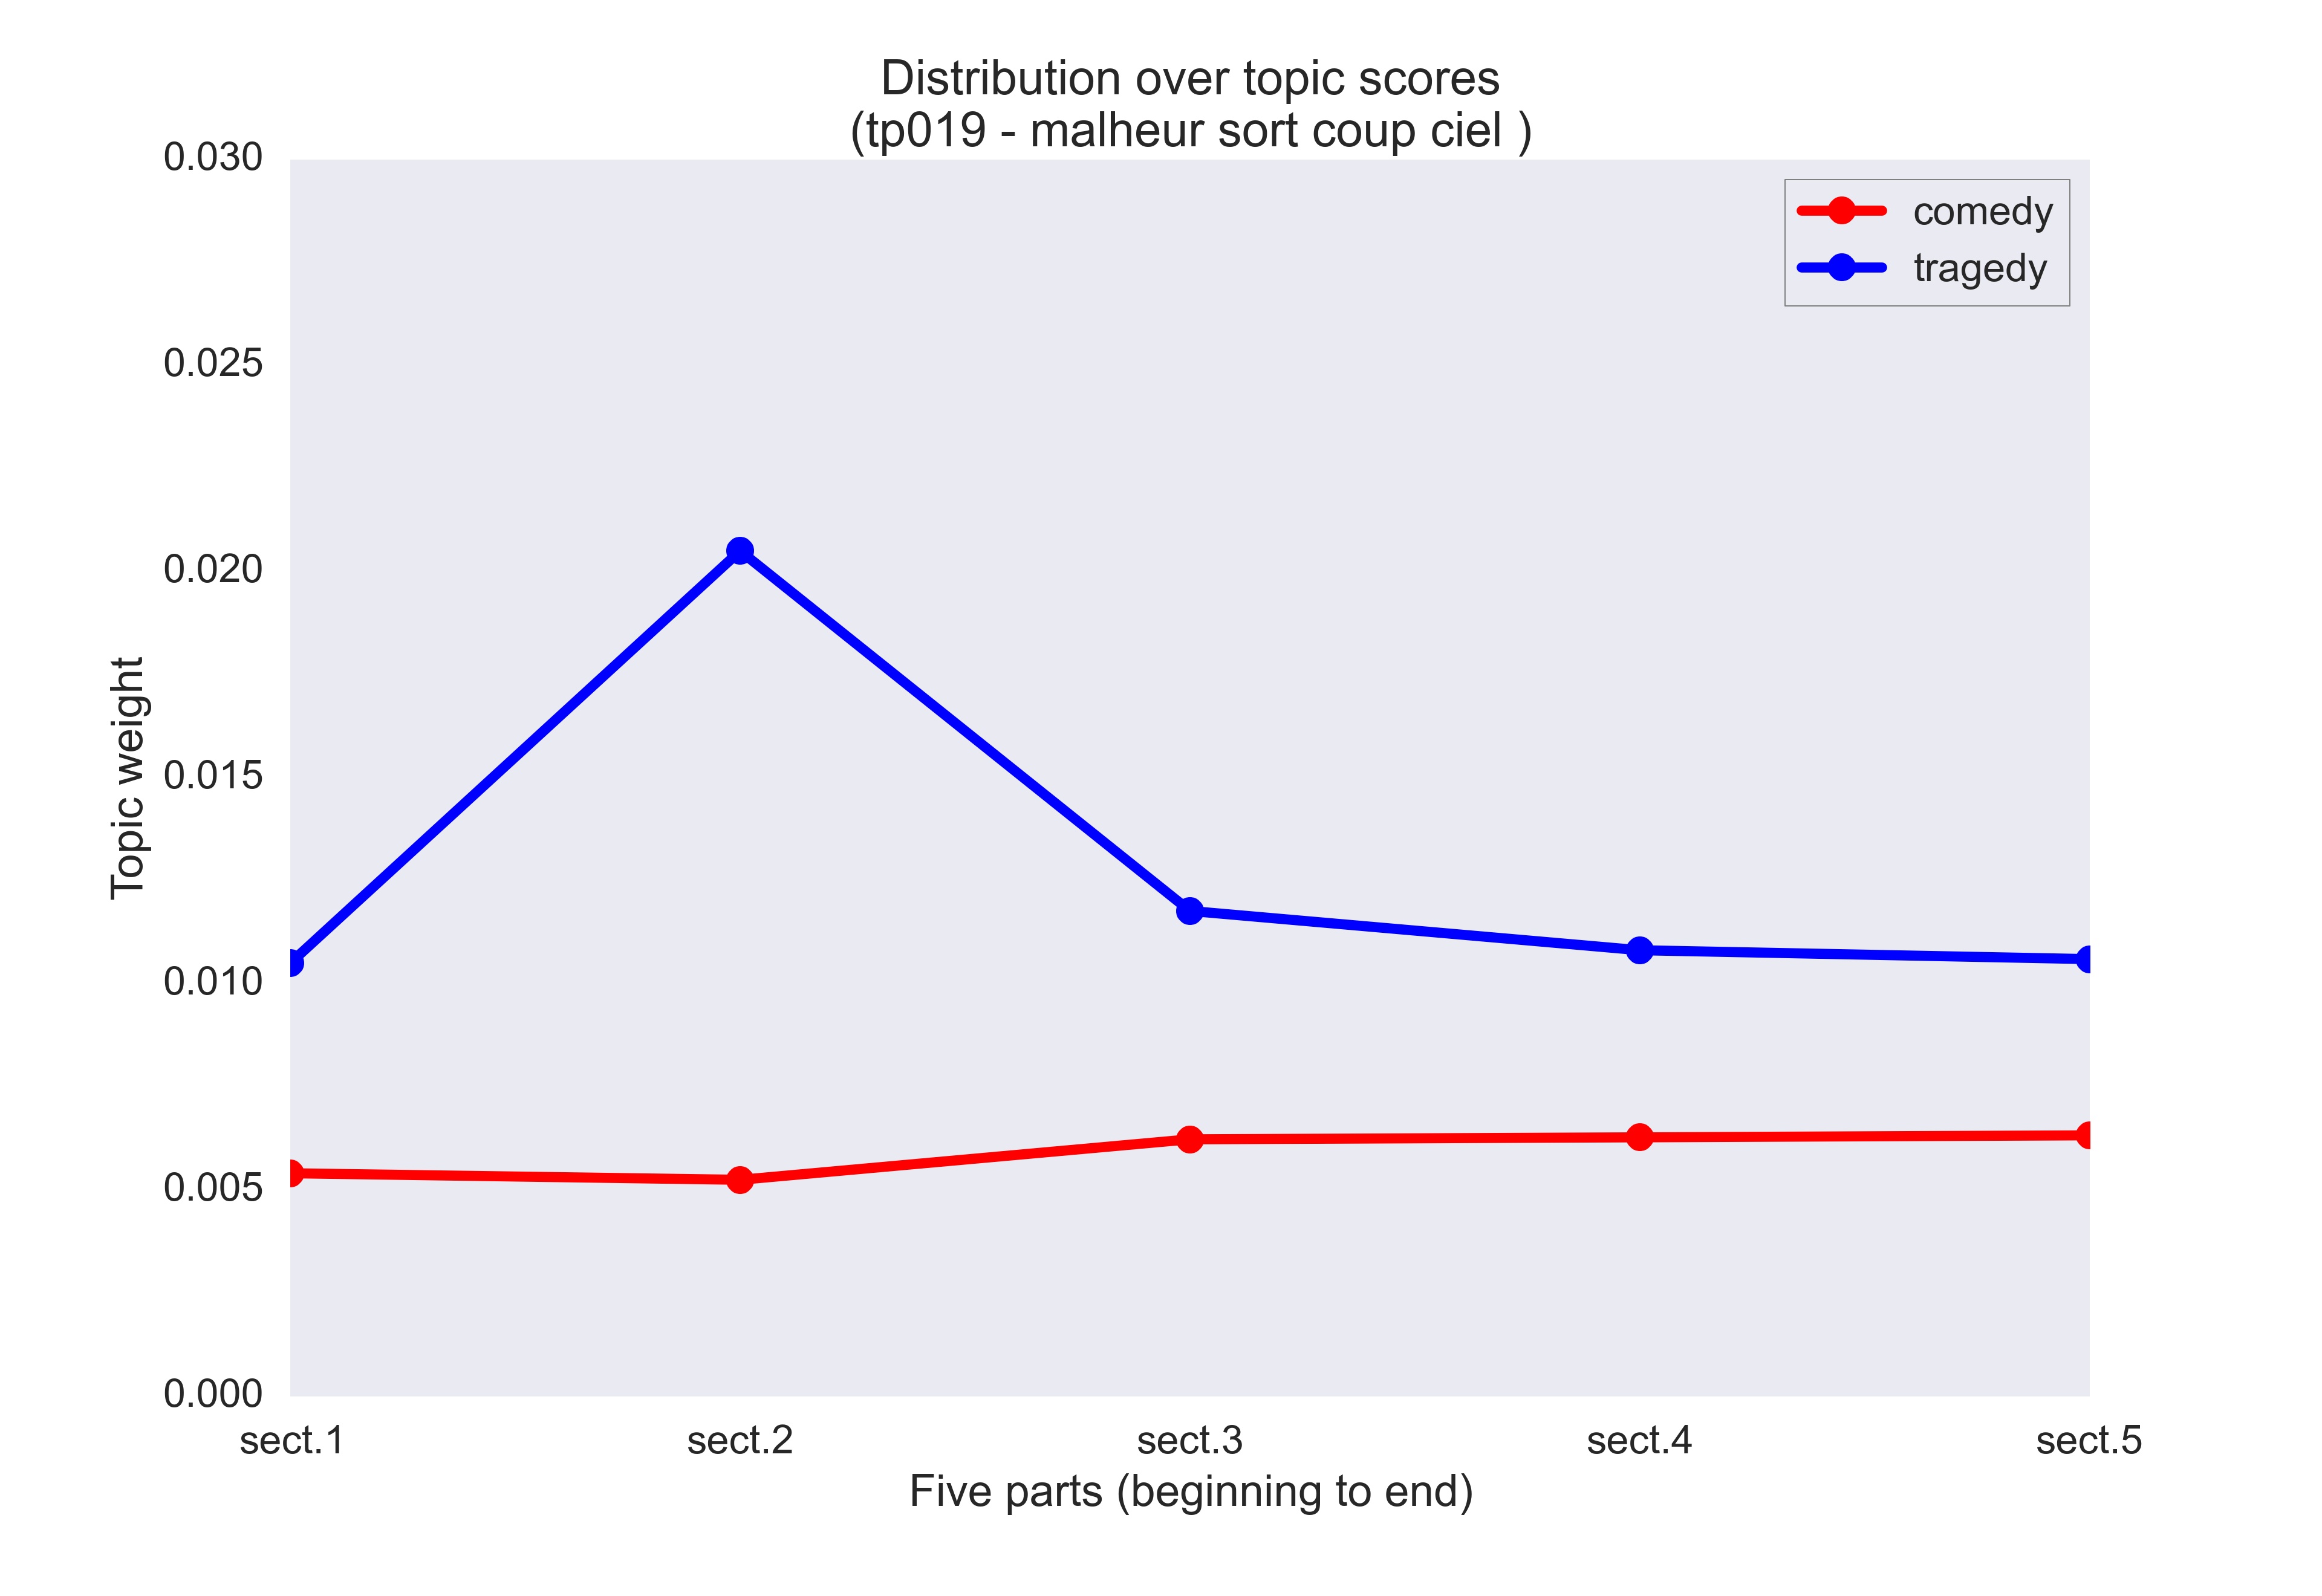 Distribution over topic scores
(tp019 - malheur sort coup ciel )
0.030
0.025
0.020
0.015
0.010
0.005
0.000
Topic weight
comedy
tragedy
sect.1
sect.2
sect.3
sect.4
sect.5
Five parts (beginning to end)